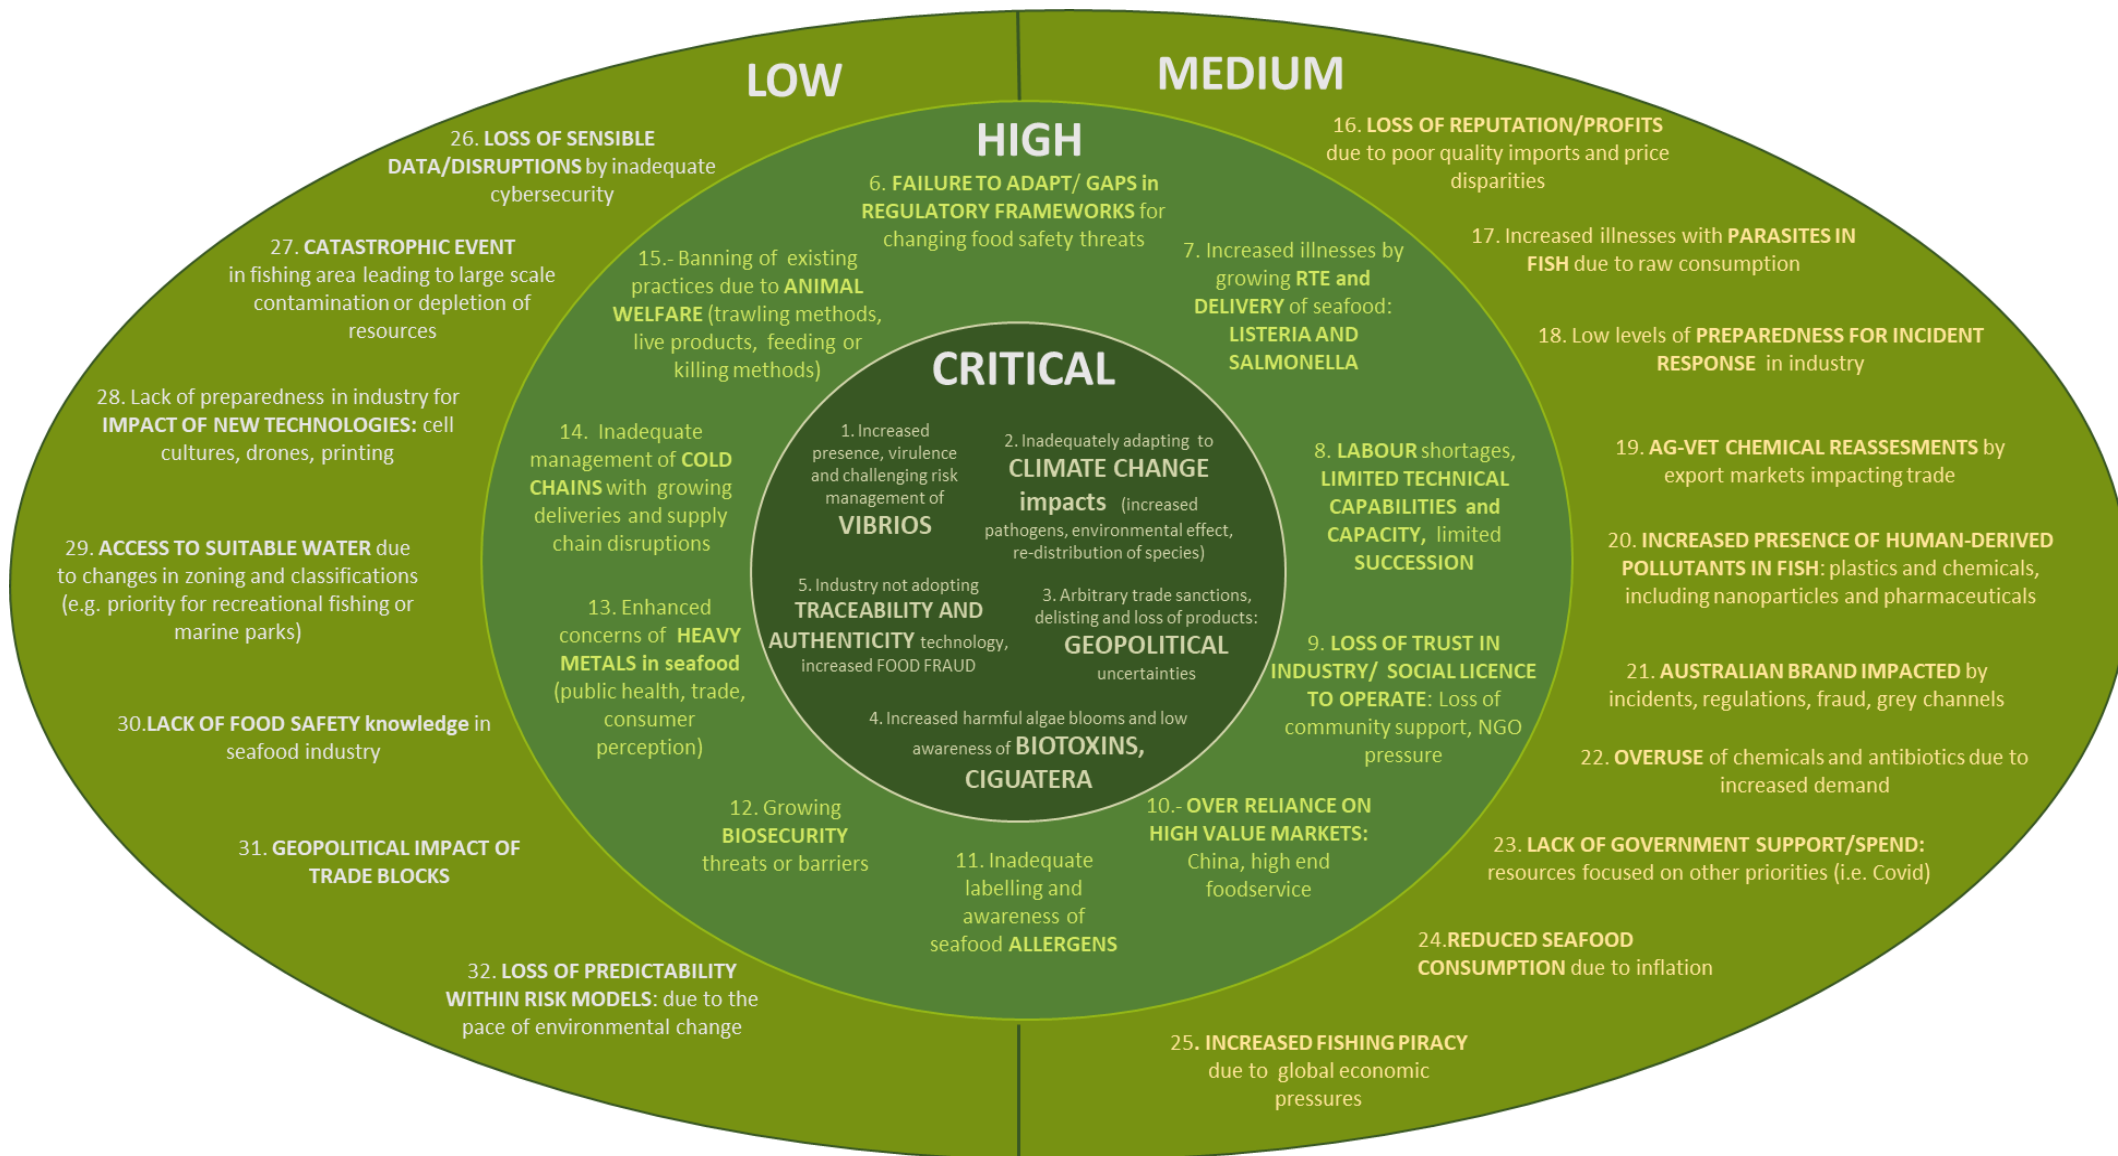 LOW
MEDIUM
HIGH
CRITICAL
1. Increased
presence, virulence
and challenging risk
management of
VIBRIOS
2. Inadequately adapting to
CLIMATE CHANGE
impacts (increased
pathogens, environmental effect,
re-distribution of species)
3. Arbitrary trade sanctions,
delisting and loss of products:
GEOPOLITICAL
uncertainties
4. Increased harmful algae blooms and low
awareness of BIOTOXINS,
CIGUATERA
5. Industry not adopting
TRACEABILITY AND
AUTHENTICITY technology,
increased FOOD FRAUD
6. FAILURE TO ADAPT/ GAPS in
REGULATORY FRAMEWORKS for
changing food safety threats
7. Increased illnesses by
growing RTE and
DELIVERY of seafood:
LISTERIA AND
SALMONELLA
8. LABOUR shortages,
LIMITED TECHNICAL
CAPABILITIES and
CAPACITY, limited
SUCCESSION
9. LOSS OF TRUST IN
INDUSTRY/ SOCIAL LICENCE
TO OPERATE: Loss of
community support, NGO
pressure
10.- OVER RELIANCE ON
HIGH VALUE MARKETS:
China, high end
foodservice
11. Inadequate
labelling and
awareness of
seafood ALLERGENS
12. Growing
BIOSECURITY
threats or barriers
13. Enhanced
concerns of HEAVY
METALS in seafood
(public health, trade,
consumer
perception)
14. Inadequate
management of COLD
CHAINS with growing
deliveries and supply
chain disruptions
15.- Banning of existing
practices due to ANIMAL
WELFARE (trawling methods,
live products, feeding or
killing methods)
16. LOSS OF REPUTATION/PROFITS
due to poor quality imports and price
disparities
17. Increased illnesses with PARASITES IN
FISH due to raw consumption
18. Low levels of PREPAREDNESS FOR INCIDENT
RESPONSE in industry
19. AG-VET CHEMICAL REASSESMENTS by
export markets impacting trade
20. INCREASED PRESENCE OF HUMAN-DERIVED
POLLUTANTS IN FISH: plastics and chemicals,
including nanoparticles and pharmaceuticals
21. AUSTRALIAN BRAND IMPACTED by
incidents, regulations, fraud, grey channels
22. OVERUSE of chemicals and antibiotics due to
increased demand
23. LACK OF GOVERNMENT SUPPORT/SPEND:
resources focused on other priorities (i.e. Covid)
24.REDUCED SEAFOOD
CONSUMPTION due to inflation
25. INCREASED FISHING PIRACY
due to global economic
pressures
26. LOSS OF SENSIBLE
DATA/DISRUPTIONS by inadequate
cybersecurity
27. CATASTROPHIC EVENT
in fishing area leading to large scale
contamination or depletion of
resources
28. Lack of preparedness in industry for
IMPACT OF NEW TECHNOLOGIES: cell
cultures, drones, printing
29. ACCESS TO SUITABLE WATER due
to changes in zoning and classifications
(e.g. priority for recreational fishing or
marine parks)
30.LACK OF FOOD SAFETY knowledge in
seafood industry
31. GEOPOLITICAL IMPACT OF
TRADE BLOCKS
32. LOSS OF PREDICTABILITY
WITHIN RISK MODELS: due to the
pace of environmental change